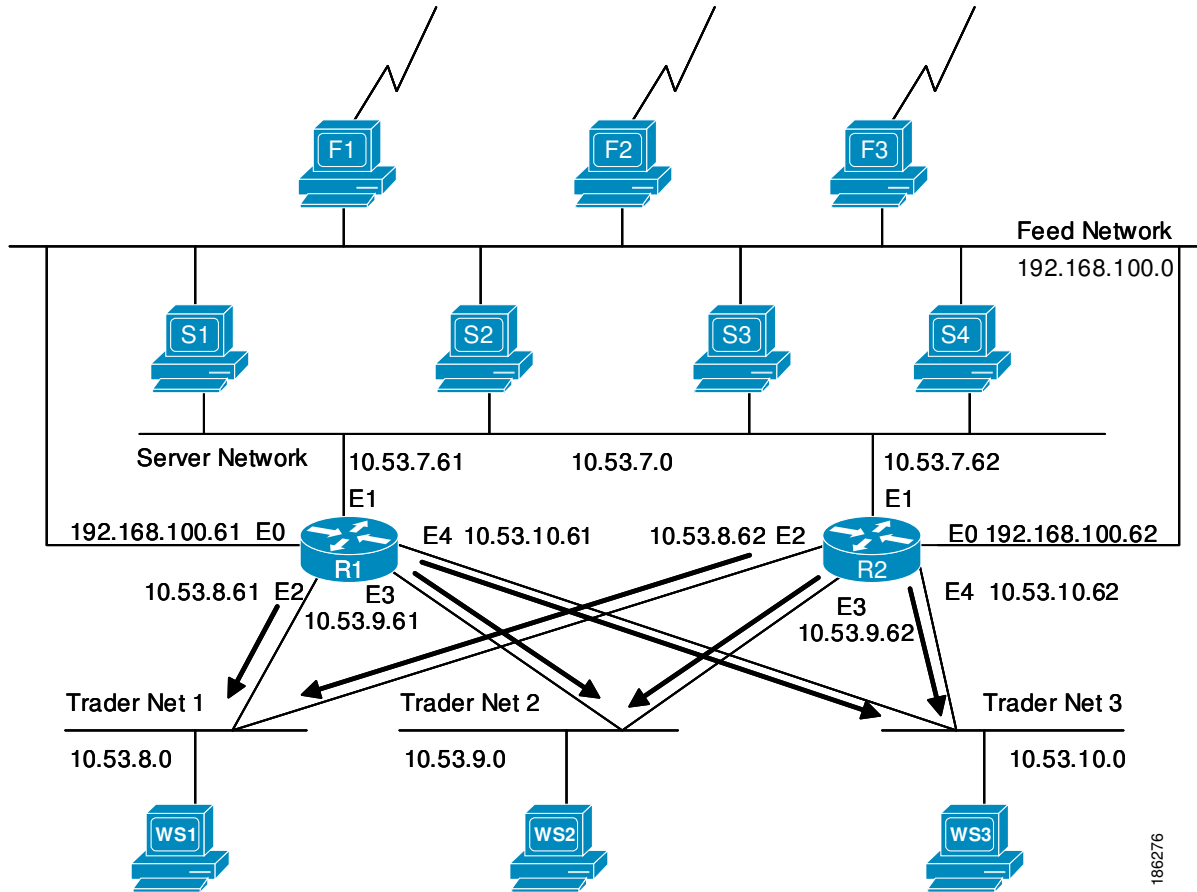 F1
F2
F3
Feed Network
192.168.100.0
S1
S2
S3
S4
Server Network
10.53.7.61
10.53.7.0
10.53.7.62
E1
E1
192.168.100.61 E0
E4 10.53.10.61
10.53.8.62 E2
E0 192.168.100.62
R1
R2
10.53.8.61 E2
E3
10.53.9.61
E3
10.53.9.62
E4 10.53.10.62
Trader Net 1
Trader Net 2
Trader Net 3
10.53.8.0
10.53.9.0
10.53.10.0
WS1
WS2
WS3
186276